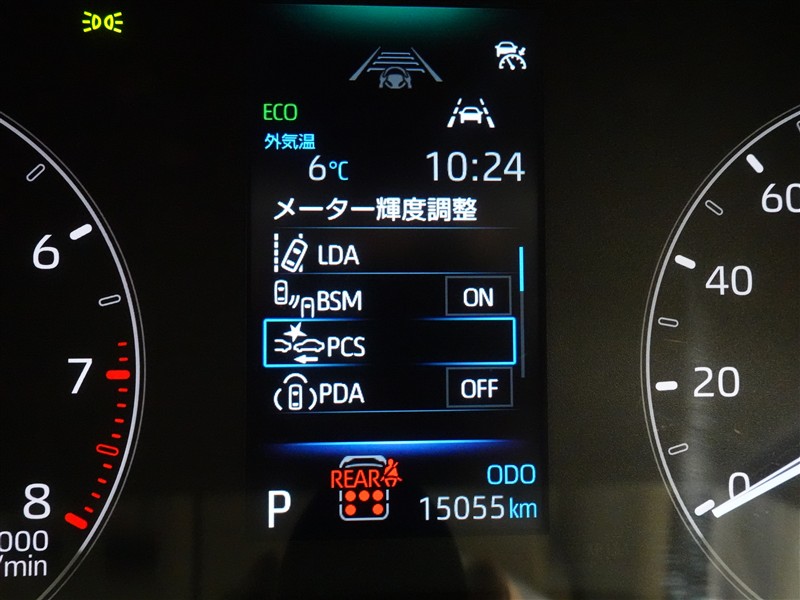 ECO
外気温
6℃ 10:24
メーター輝度調整
LDA
BSM ON
PCS
PDA OFF
REAR
ODO
P 15055km
6
7
8
000
/min
60
40
20
0